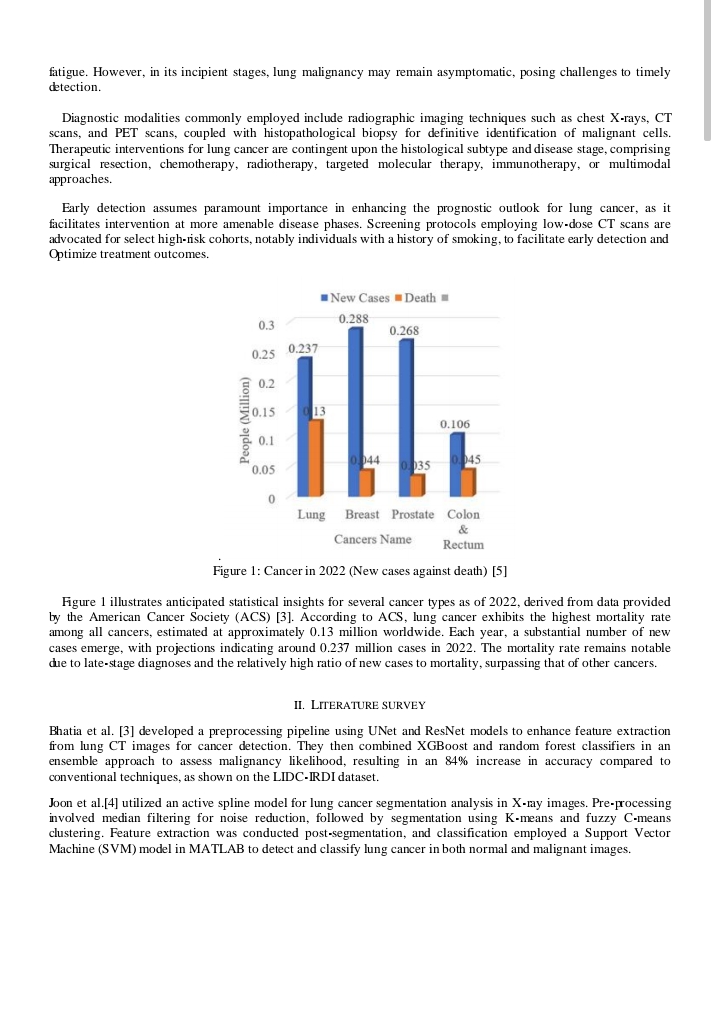 fatigue. However, in its incipient stages, lung malignancy may remain asymptomatic, posing challenges to timely
detection.
Diagnostic modalities commonly employed include radiographic imaging techniques such as chest X-rays, CT
scans, and PET scans, coupled with histopathological biopsy for definitive identification of malignant cells.
Therapeutic interventions for lung cancer are contingent upon the histological subtype and disease stage, comprising
surgical resection, chemotherapy, radiotherapy, targeted molecular therapy, immunotherapy, or multimodal
approaches.
Early detection assumes paramount importance in enhancing the prognostic outlook for lung cancer, as it
facilitates intervention at more amenable disease phases. Screening protocols employing low-dose CT scans are
advocated for select high-risk cohorts, notably individuals with a history of smoking, to facilitate early detection and
Optimize treatment outcomes.
New Cases Death
0.3
0.25
0.2
0.15
0.1
0.05
0
People (Million)
0.237
0.13
0.288
0.044
0.268
0.035
0.106
0.045
Lung Breast Prostate Colon
&
Rectum
Cancers Name
.
Figure 1: Cancer in 2022 (New cases against death) [5]
Figure 1 illustrates anticipated statistical insights for several cancer types as of 2022, derived from data provided
by the American Cancer Society (ACS) [3]. According to ACS, lung cancer exhibits the highest mortality rate
among all cancers, estimated at approximately 0.13 million worldwide. Each year, a substantial number of new
cases emerge, with projections indicating around 0.237 million cases in 2022. The mortality rate remains notable
due to late-stage diagnoses and the relatively high ratio of new cases to mortality, surpassing that of other cancers.
II. LITERATURE SURVEY
Bhatia et al. [3] developed a preprocessing pipeline using UNet and ResNet models to enhance feature extraction
from lung CT images for cancer detection. They then combined XGBoost and random forest classifiers in an
ensemble approach to assess malignancy likelihood, resulting in an 84% increase in accuracy compared to
conventional techniques, as shown on the LIDC-IRDI dataset.
Joon et al.[4] utilized an active spline model for lung cancer segmentation analysis in X-ray images. Pre-processing
involved median filtering for noise reduction, followed by segmentation using K-means and fuzzy C-means
clustering. Feature extraction was conducted post-segmentation, and classification employed a Support Vector
Machine (SVM) model in MATLAB to detect and classify lung cancer in both normal and malignant images.